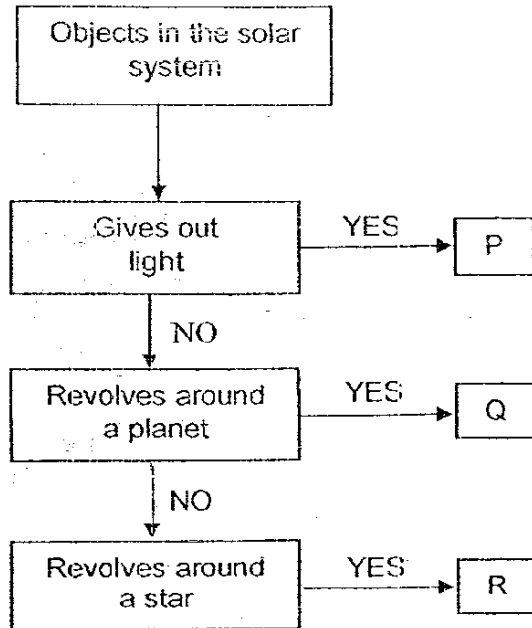 Objects in the solar
system
Gives out
light
YES
P
NO
Revolves around
a planet
YES
Q
NO
Revolves around
a star
YES
R